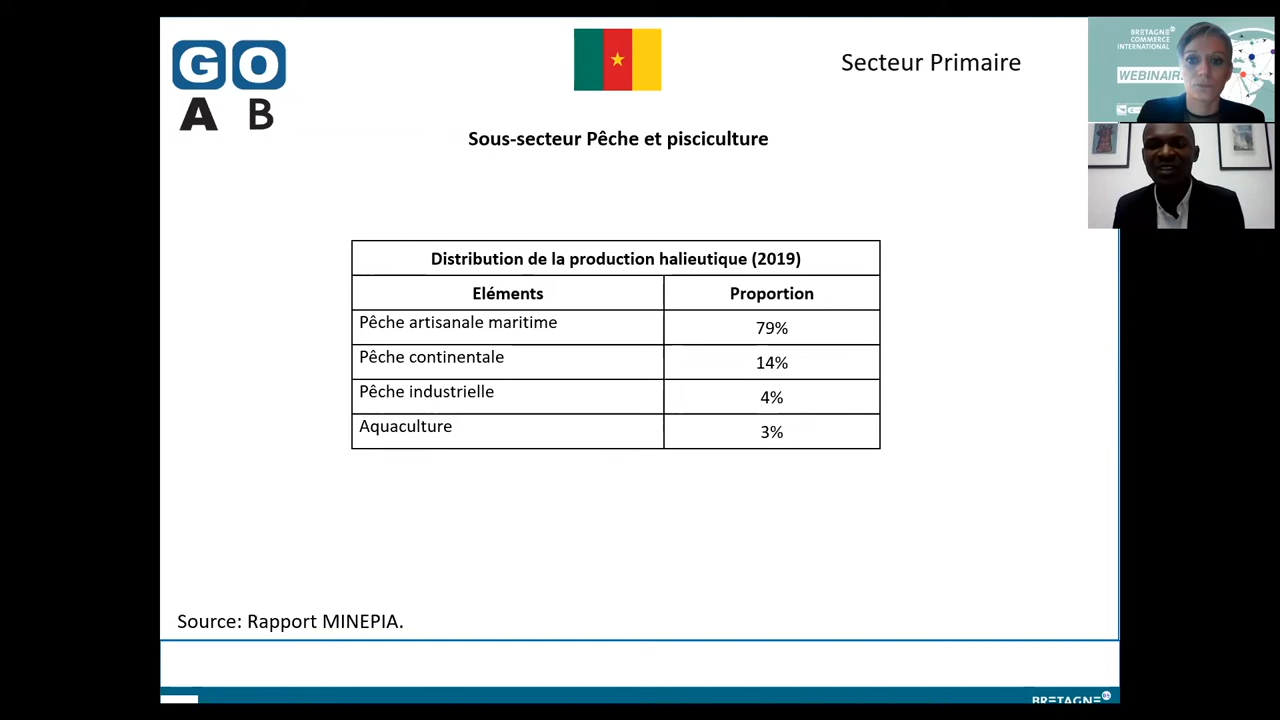 GO
A B
Secteur Primaire
BRETAGNE
COMMERCE
INTERNATIONAL
WEBINAIR
Sous-secteur Pêche et pisciculture
Distribution de la production halieutique (2019)
Eléments Proportion
Pêche artisanale maritime 79%
Pêche continentale 14%
Pêche industrielle 4%
Aquaculture 3%
Source: Rapport MINEPIA.
BRETAGNE